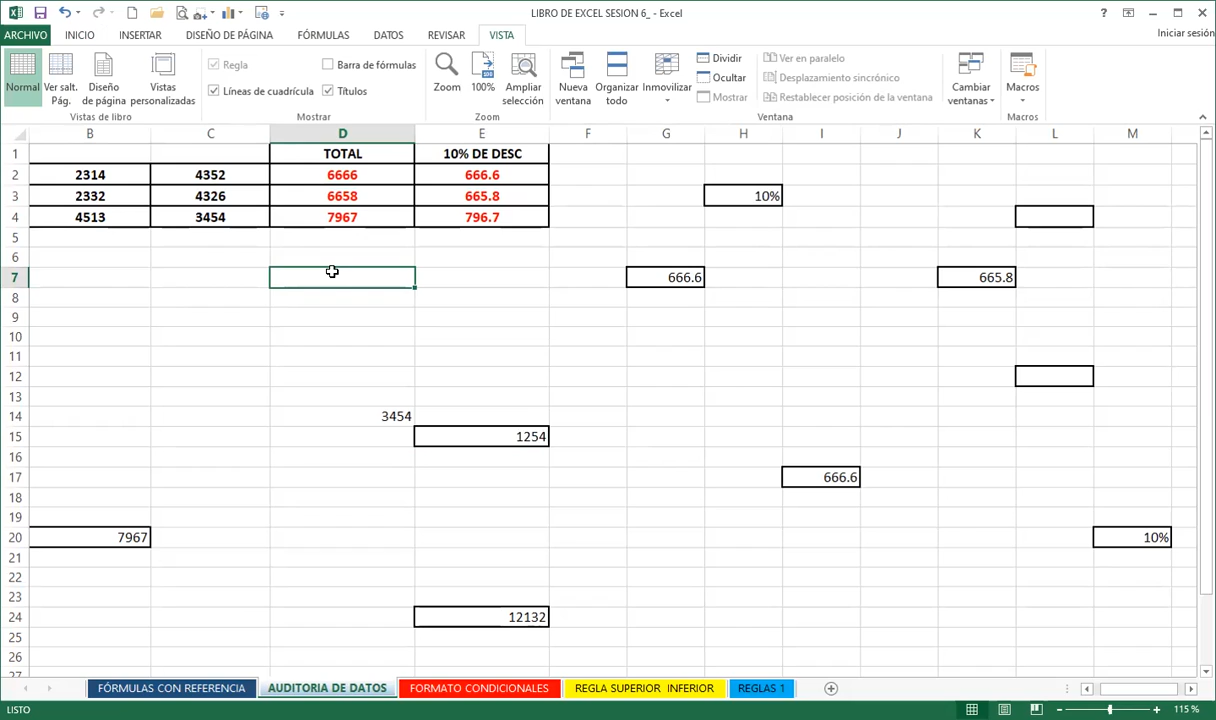 LIBRO DE EXCEL SESION 6_ - Excel
?
ARCHIVO INICIO INSERTAR DISEÑO DE PÁGINA FÓRMULAS DATOS REVISAR VISTA Iniciar sesión
Normal
Ver salt. Pág.
Diseño de página
Vistas personalizadas
Vistas de libro
Regla
Barra de fórmulas
Líneas de cuadrícula
Títulos
Mostrar
Zoom
100%
Ampliar selección
Zoom
Nueva ventana
Organizar todo
Inmovilizar
Dividir
Ocultar
Mostrar
Ver en paralelo
Desplazamiento sincrónico
Restablecer posición de la ventana
Cambiar ventanas
Ventana
Macros
Macros
B C D E F G H I J K L M
1 TOTAL 10% DE DESC
2 2314 4352 6666 666.6
3 2332 4326 6658 665.8 10%
4 4513 3454 7967 796.7
5
6
7 666.6 665.8
8
9
10
11
12
13
14 3454
15 1254
16
17 666.6
18
19
20 7967 10%
21
22
23
24 12132
25
26
27
FÓRMULAS CON REFERENCIA AUDITORIA DE DATOS FORMATO CONDICIONALES REGLA SUPERIOR INFERIOR REGLAS 1
LISTO 115 %